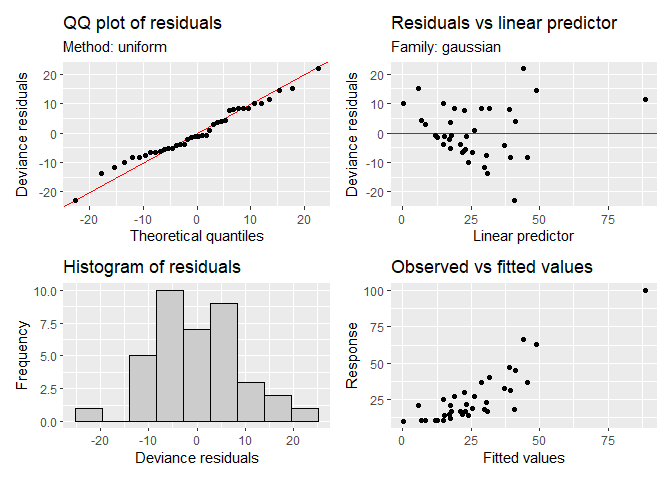 QQ plot of residuals
Method: uniform
20
10
0
-10
-20
Deviance residuals
-20
-10
0
10
20
Theoretical quantiles
Residuals vs linear predictor
Family: gaussian
20
10
0
-10
-20
Deviance residuals
0
25
50
75
Linear predictor
Histogram of residuals
10.0
7.5
5.0
2.5
0.0
Frequency
-20
-10
0
10
20
Deviance residuals
Observed vs fitted values
100
75
50
25
Response
0
25
50
75
Fitted values